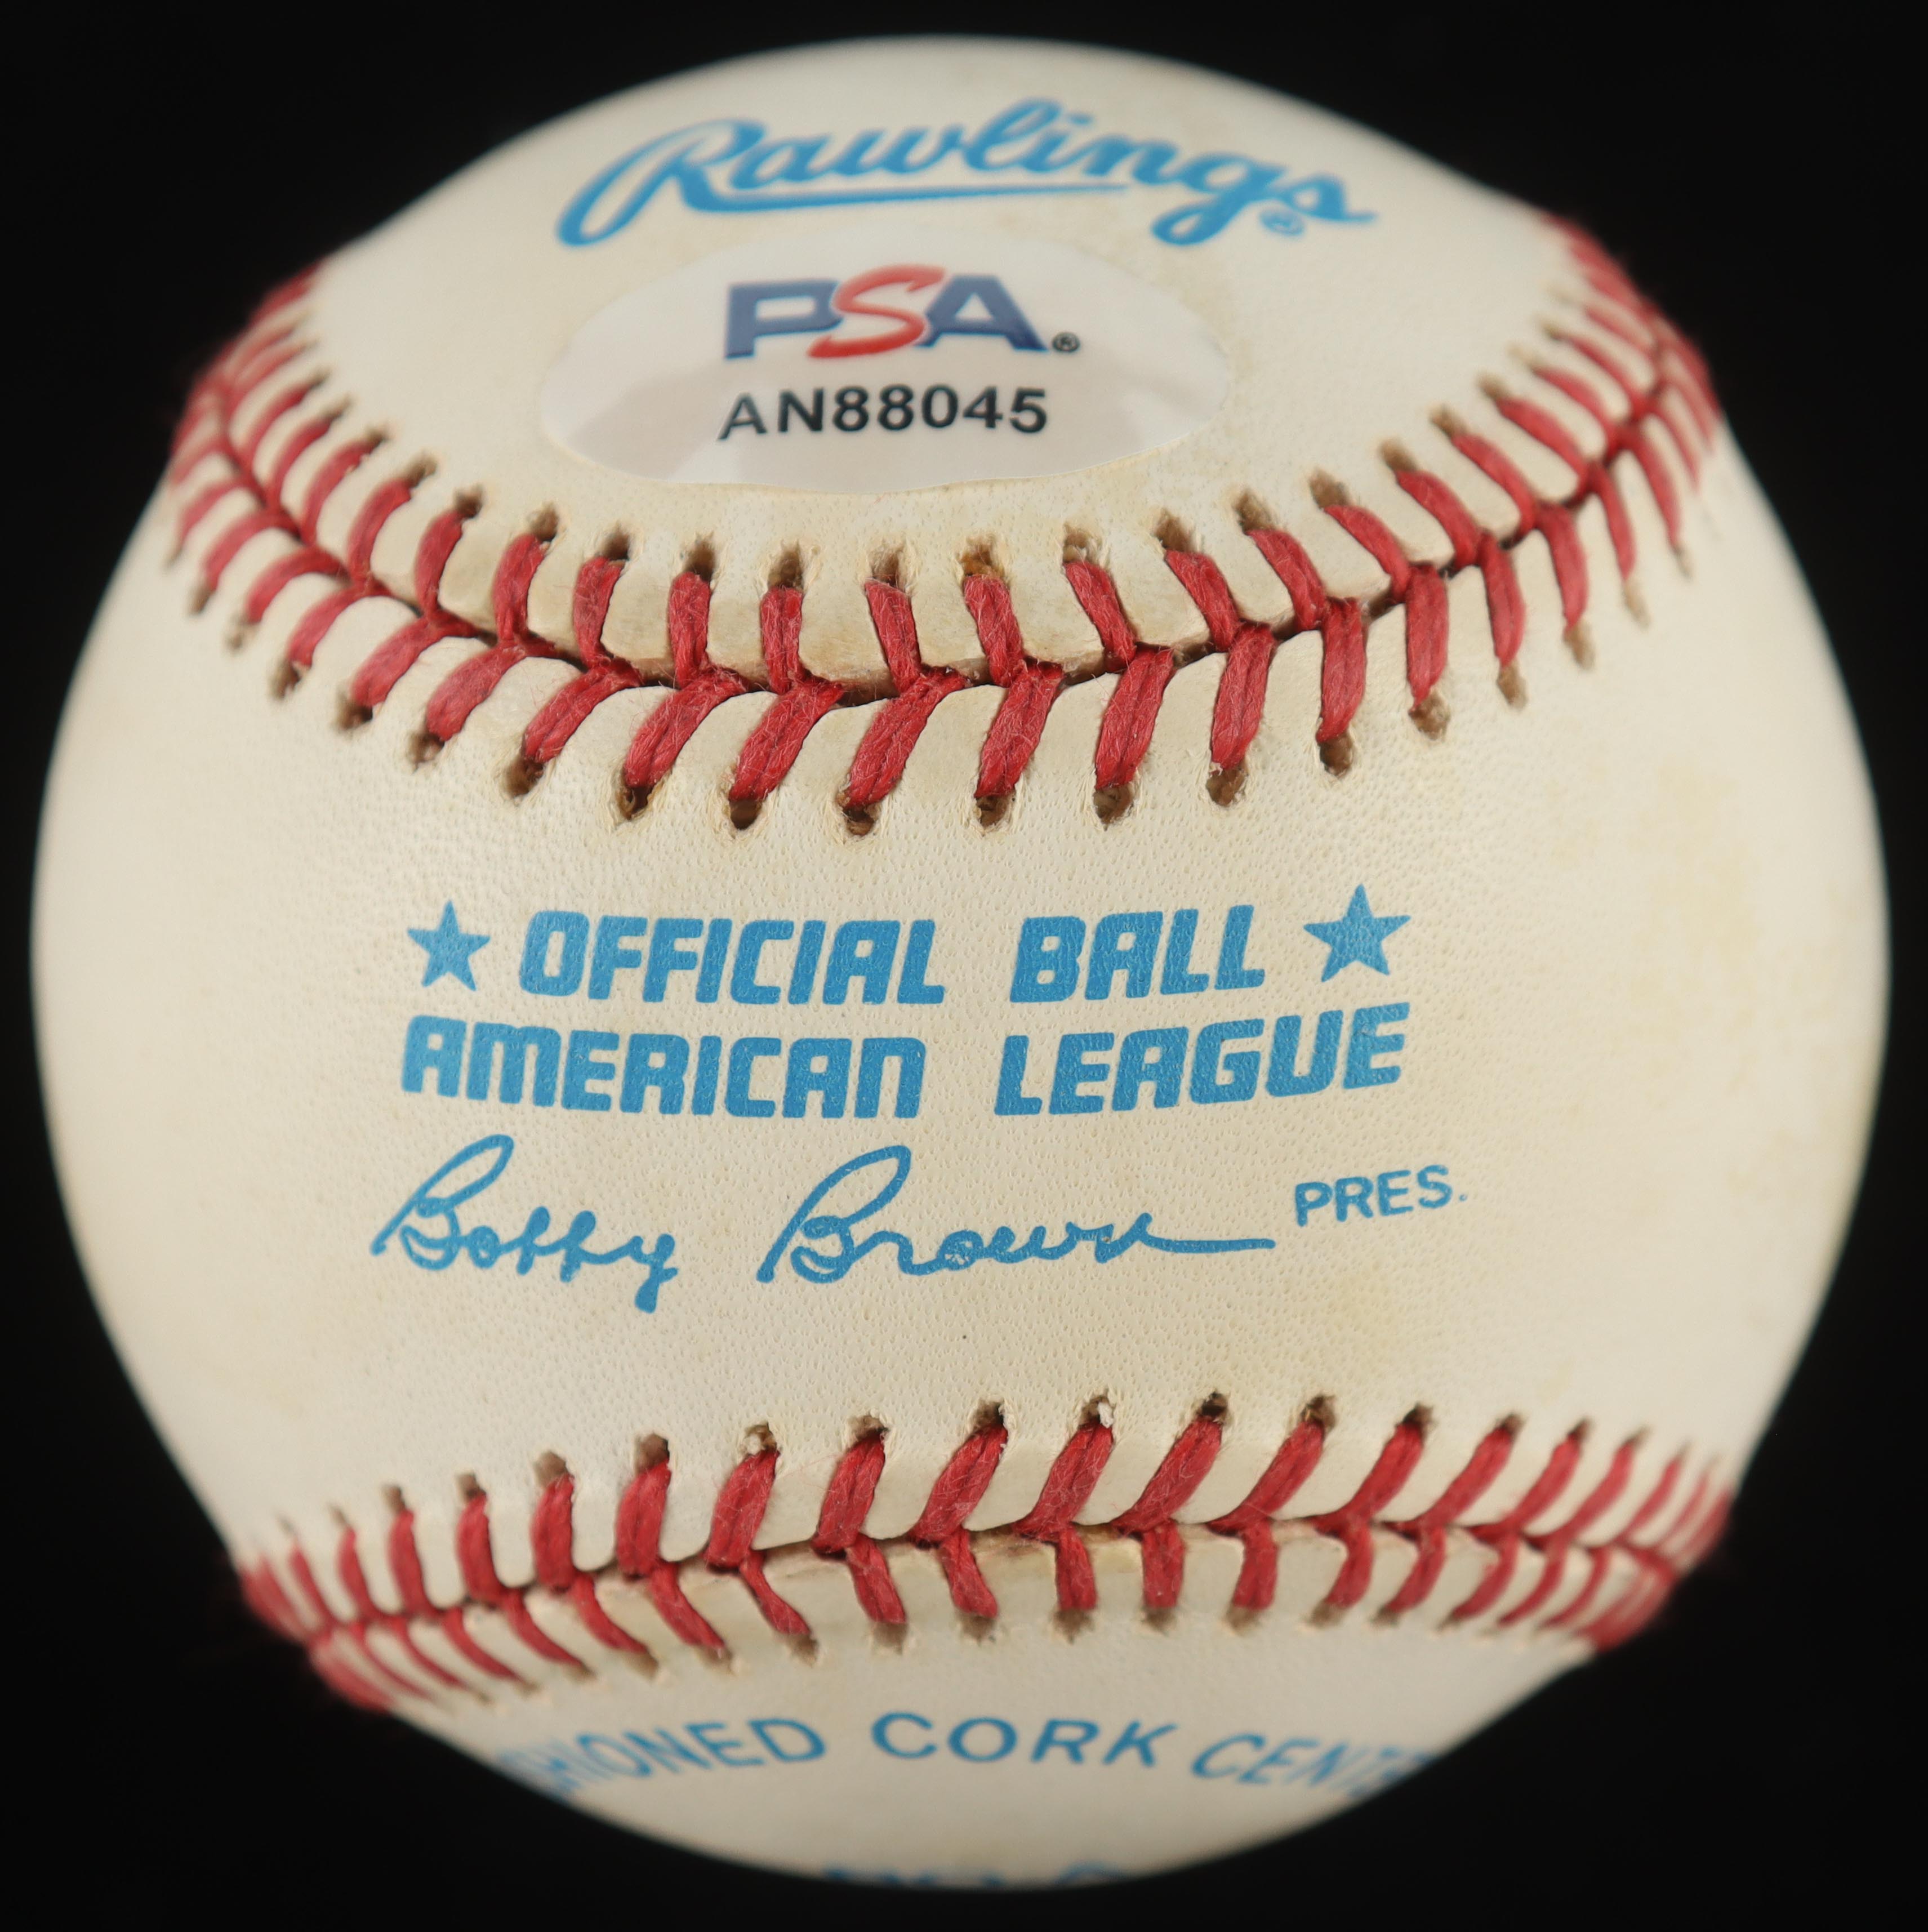 Rawlings®
PSA®
AN88045
★ OFFICIAL BALL ★
AMERICAN LEAGUE
Bobby Brown PRES.
CORK